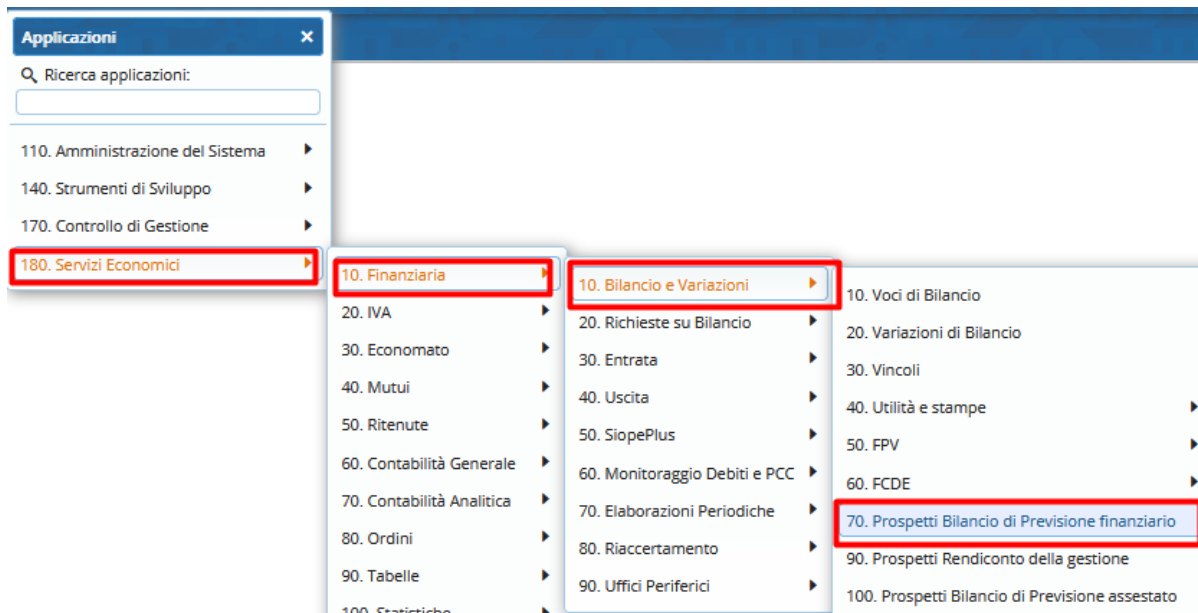 Applicazioni
Ricerca applicazioni:
110. Amministrazione del Sistema
140. Strumenti di Sviluppo
170. Controllo di Gestione
180. Servizi Economici
10. Finanziaria
20. IVA
30. Economato
40. Mutui
50. Ritenute
60. Contabilità Generale
70. Contabilità Analitica
80. Ordini
90. Tabelle
100. Statistiche
10. Bilancio e Variazioni
20. Richieste su Bilancio
30. Entrata
40. Uscita
50. SiopePlus
60. Monitoraggio Debiti e PCC
70. Elaborazioni Periodiche
80. Riaccertamento
90. Uffici Periferici
10. Voci di Bilancio
20. Variazioni di Bilancio
30. Vincoli
40. Utilità e stampe
50. FPV
60. FCDE
70. Prospetti Bilancio di Previsione finanziario
90. Prospetti Rendiconto della gestione
100. Prospetti Bilancio di Previsione assestato